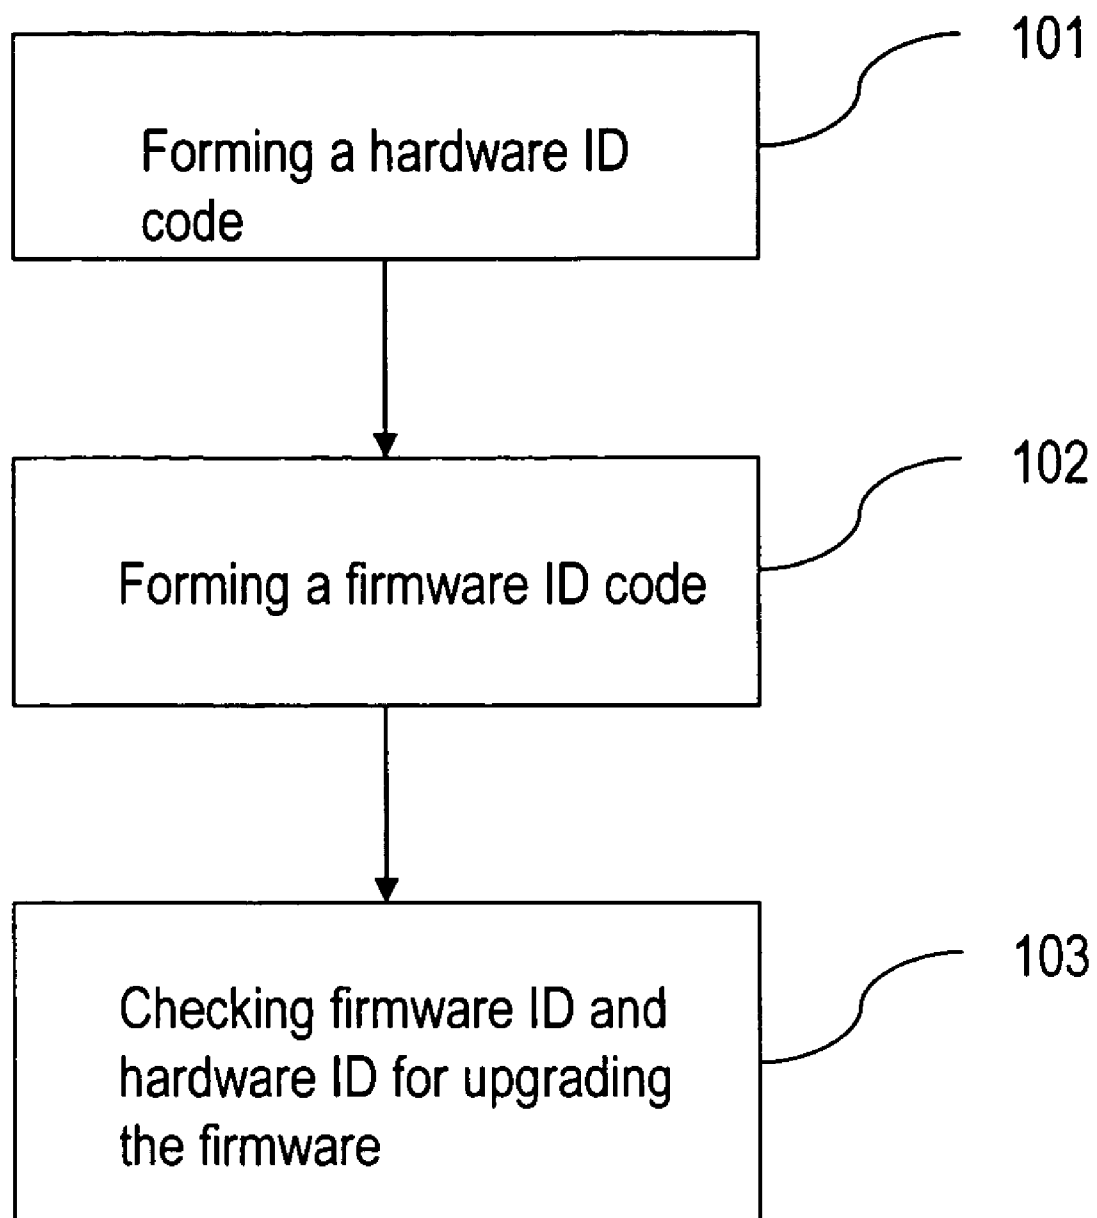 101
Forming a hardware ID
code
102
Forming a firmware ID code
103
Checking firmware ID and
hardware ID for upgrading
the firmware